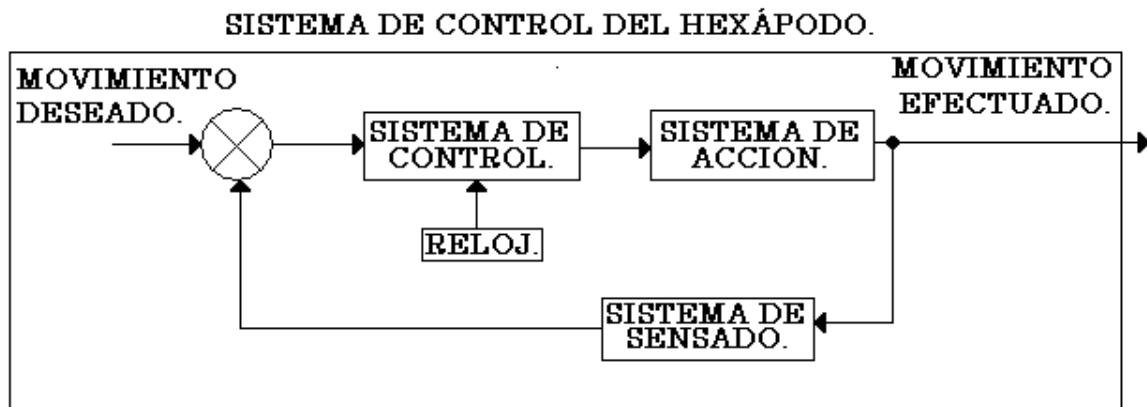 SISTEMA DE CONTROL DEL HEXÁPODO.
MOVIMIENTO
DESEADO.
MOVIMIENTO
EFECTUADO.
SISTEMA DE
CONTROL.
SISTEMA DE
ACCION.
RELOJ.
SISTEMA DE
SENSADO.